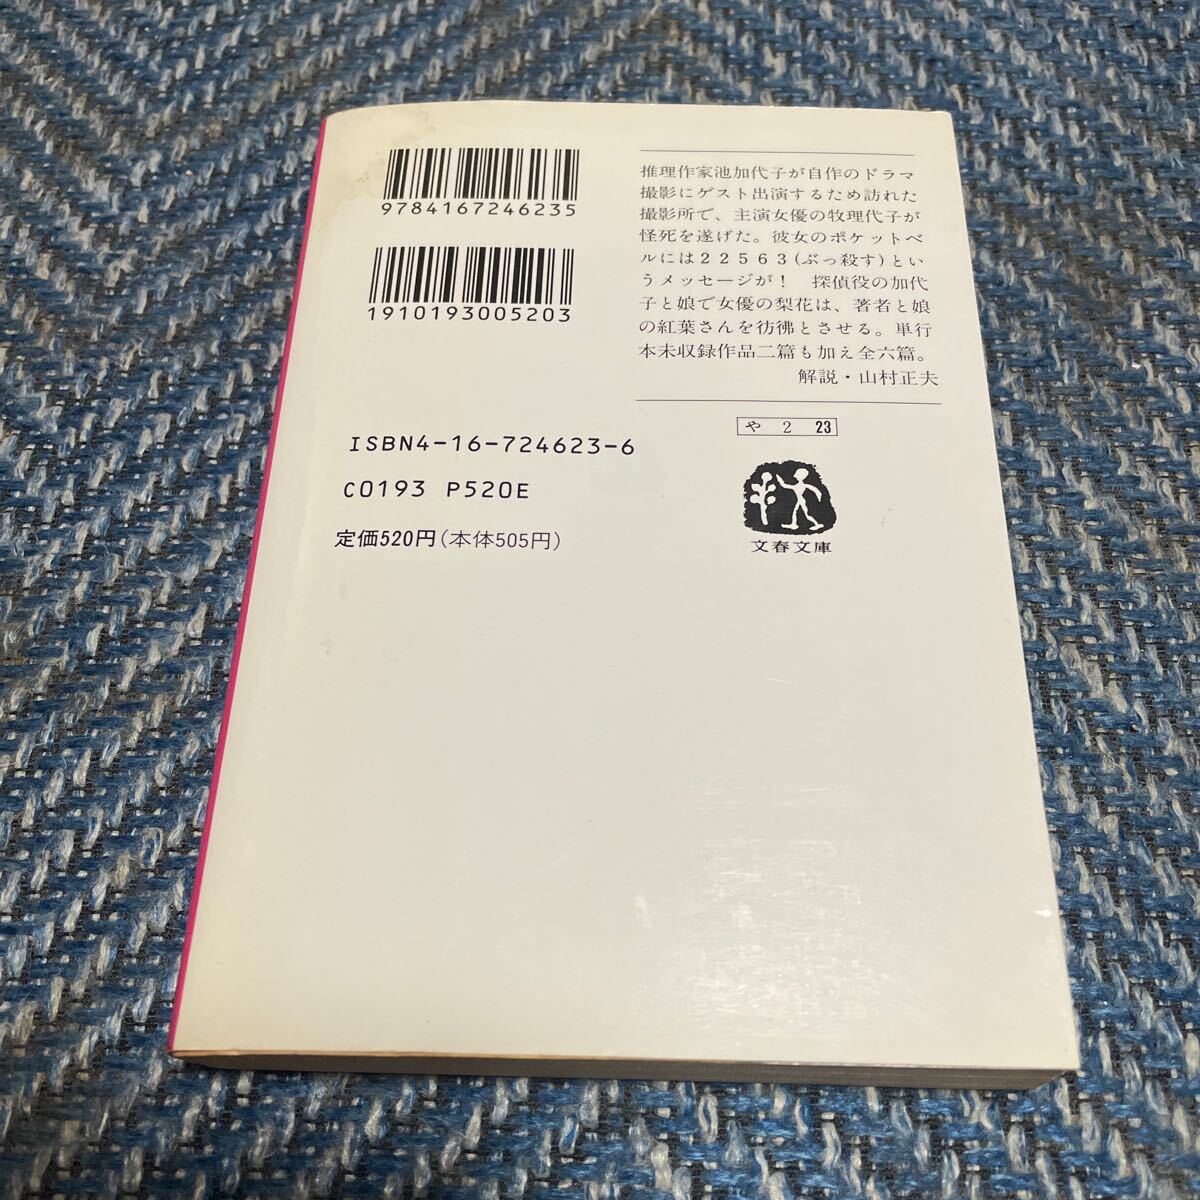 9784167246235
1910193005203
ISBN4-16-724623-6
C0193 P520E
定価520円(本体505円)
推理作家池加代子が自作のドラマ
撮影にゲスト出演するため訪れた
撮影所で、主演女優の牧理代子が
怪死を遂げた。彼女のポケットベ
ルには22563(ぶっ殺す)とい
うメッセージが! 探偵役の加代
子と娘で女優の梨花は、著者と娘
の紅葉さんを彷彿とさせる。単行
本未収録作品二篇も加え全六篇。
解説・山村正夫
や 2 23
文春文庫